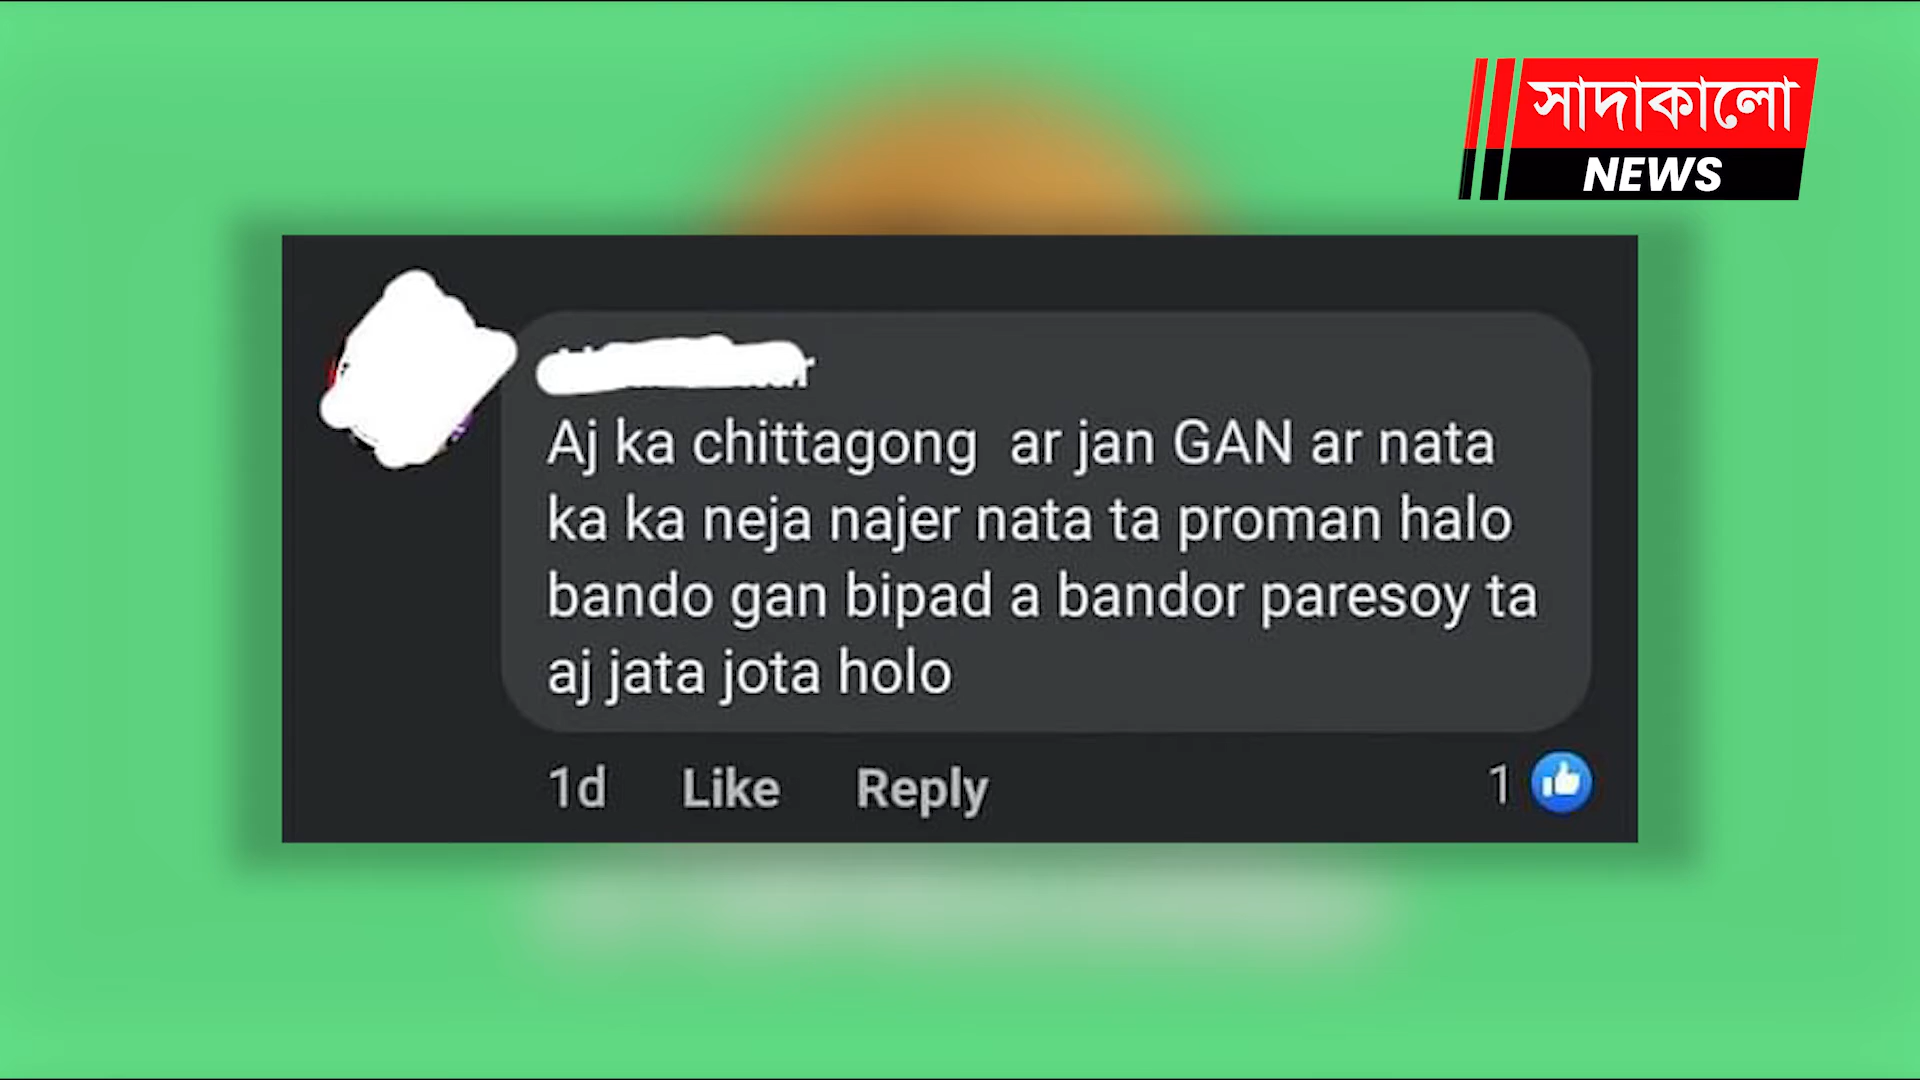 সাদাকালো
NEWS
Aj ka chittagong ar jan GAN ar nata
ka ka neja najer nata ta proman halo
bando gan bipad a bandor paresoy ta
aj jata jota holo
1d Like Reply 1